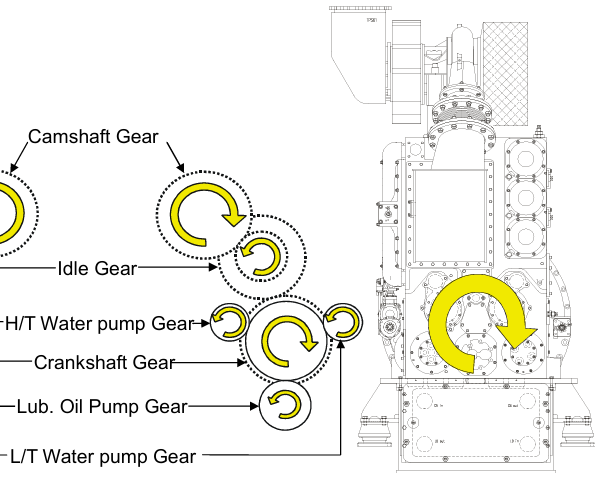 Camshaft Gear
Idle Gear
H/T Water pump Gear
Crankshaft Gear
Lub. Oil Pump Gear
L/T Water pump Gear